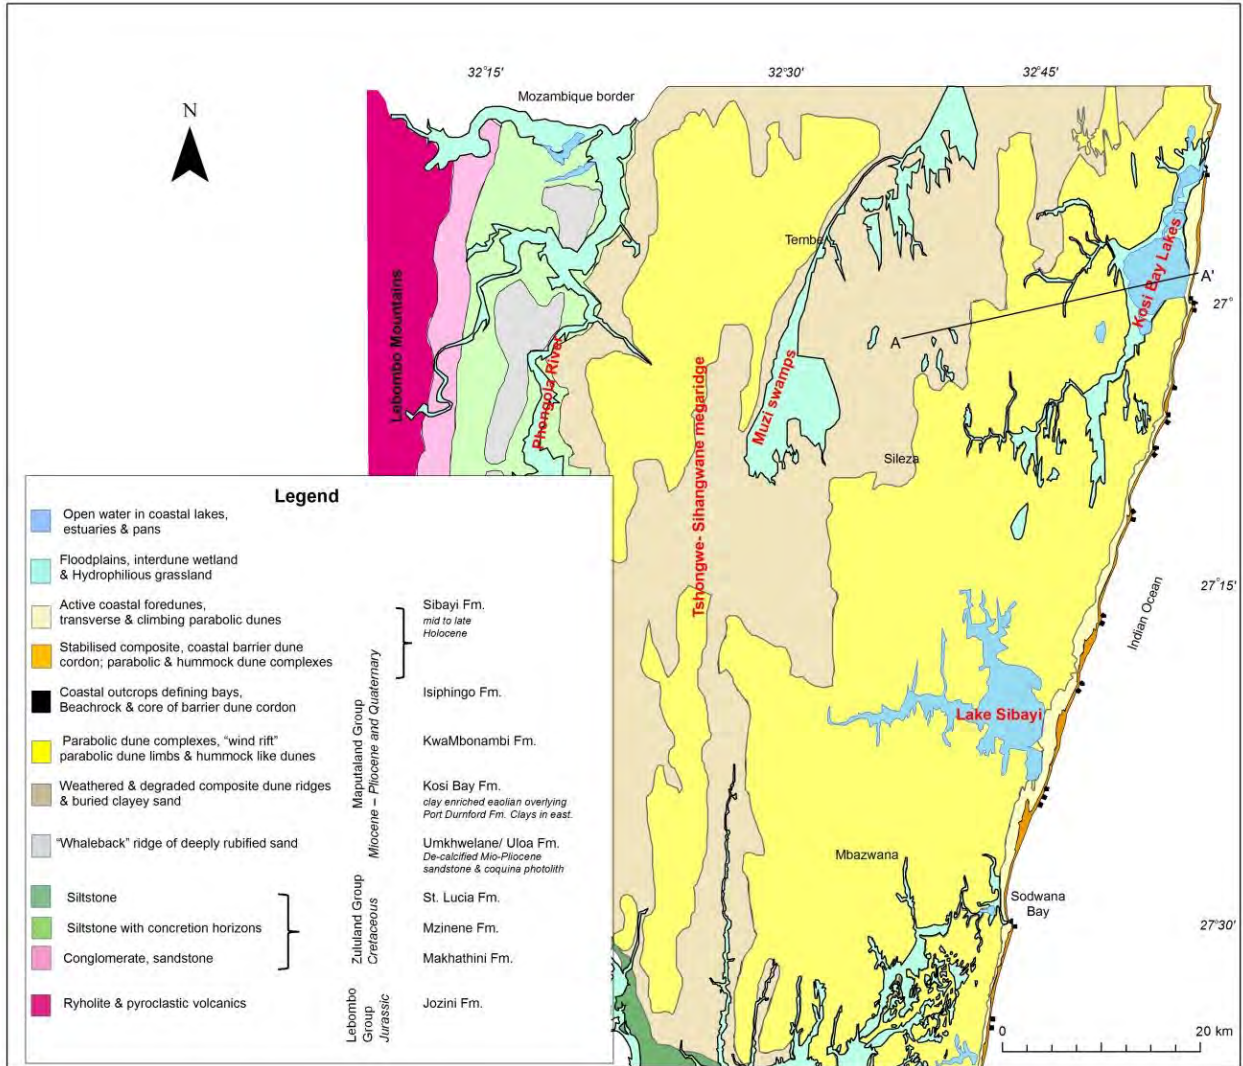 32°15'
32°30'
32°45'
Mozambique border
N
Tembe
Lebombo Mountains
Kosi Bay Lakes
A'
27°
A
Phongola River
Tshongwe- Sihangwane megaridge
Muzi swamps
Sileza
Legend
Open water in coastal lakes,
estuaries & pans
Floodplains, interdune wetland
& Hydrophilious grassland
Active coastal foredunes,
transverse & climbing parabolic dunes
Sibayi Fm.
mid to late
Holocene
Stabilised composite, coastal barrier dune
cordon; parabolic & hummock dune complexes
Coastal outcrops defining bays,
Beachrock & core of barrier dune cordon
Isiphingo Fm.
Parabolic dune complexes, “wind rift”
parabolic dune limbs & hummock like dunes
KwaMbonambi Fm.
Weathered & degraded composite dune ridges
& buried clayey sand
Kosi Bay Fm.
clay enriched eaolian overlying
Port Durnford Fm. Clays in east.
“Whaleback” ridge of deeply rubified sand
Umkhwelane/ Uloa Fm.
De-calcified Mio-Pliocene
sandstone & coquina photolith
Maputaland Group
Miocene – Pliocene and Quaternary
Siltstone
St. Lucia Fm.
Siltstone with concretion horizons
Mzinene Fm.
Conglomerate, sandstone
Makhathini Fm.
Zululand Group
Cretaceous
Ryholite & pyroclastic volcanics
Jozini Fm.
Lebombo
Group
Jurassic
27°15'
Indian Ocean
Lake Sibayi
Mbazwana
Sodwana
Bay
27°30'
0 20 km